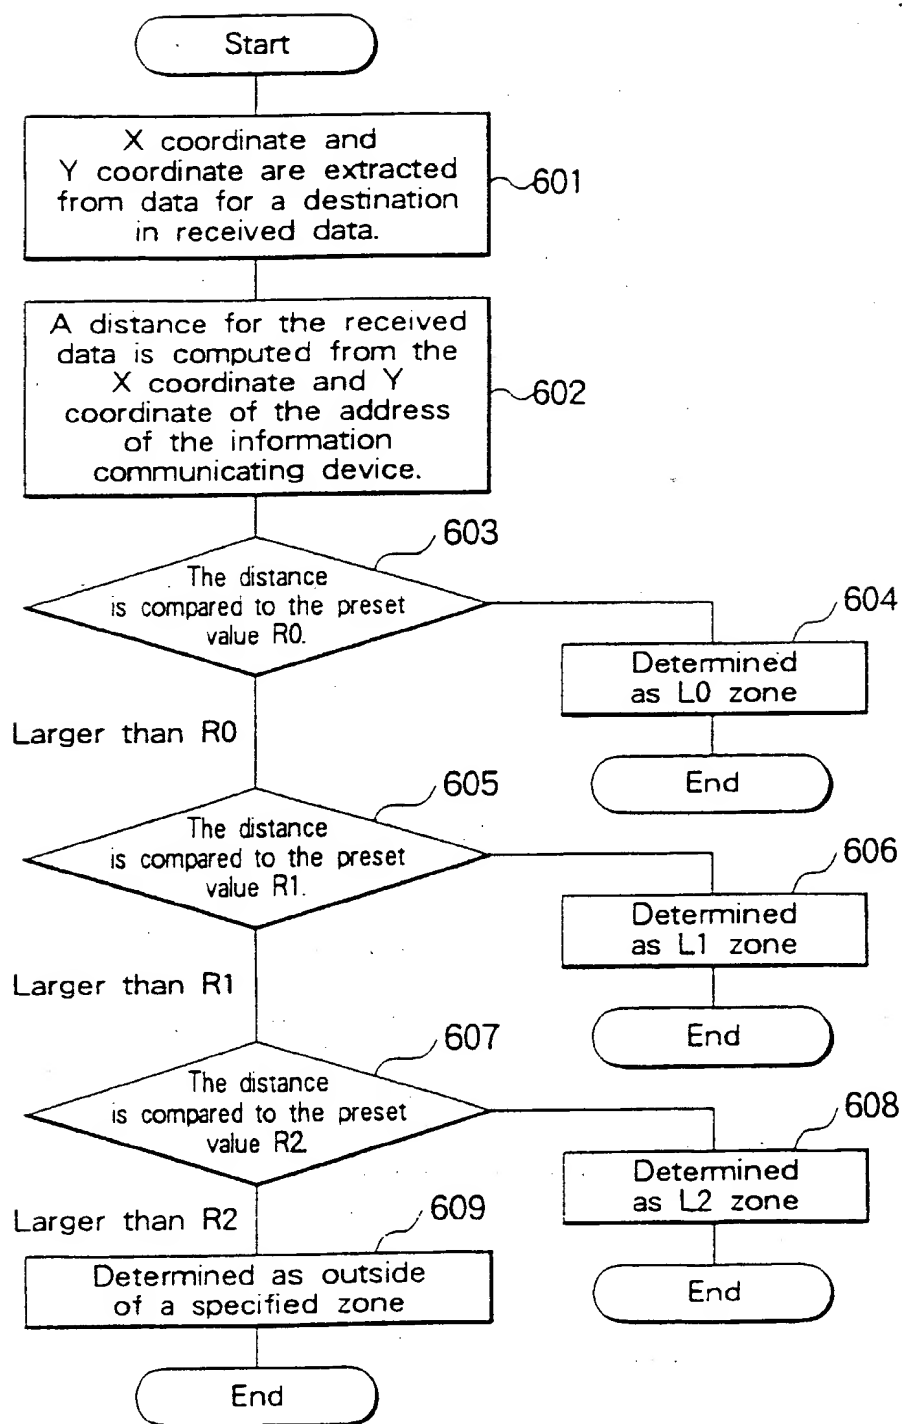 Start
X coordinate and
Y coordinate are extracted
from data for a destination
in received data.
601
A distance for the received
data is computed from the
X coordinate and Y
coordinate of the address
of the information
communicating device.
602
603
The distance
is compared to the preset
value R0.
604
Determined
as L0 zone
Larger than R0
End
605
The distance
is compared to the preset
value R1.
606
Determined
as L1 zone
Larger than R1
End
607
The distance
is compared to the preset
value R2.
608
Determined
as L2 zone
Larger than R2
609
Determined as outside
of a specified zone
End
End